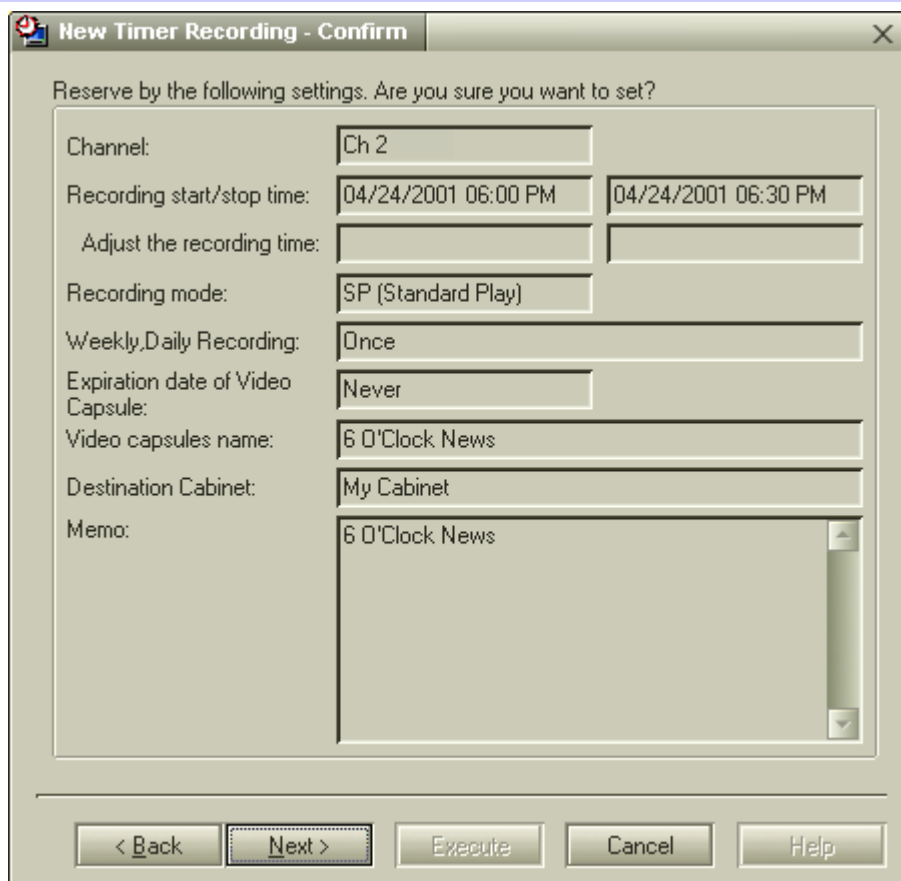 New Timer Recording - Confirm
Reserve by the following settings. Are you sure you want to set?
Channel:
Ch 2
Recording start/stop time:
04/24/2001 06:00 PM
04/24/2001 06:30 PM
Adjust the recording time:
Recording mode:
SP (Standard Play)
Weekly,Daily Recording:
Once
Expiration date of Video
Capsule:
Never
Video capsules name:
6 O'Clock News
Destination Cabinet:
My Cabinet
Memo:
6 O'Clock News
< Back
Next >
Execute
Cancel
Help